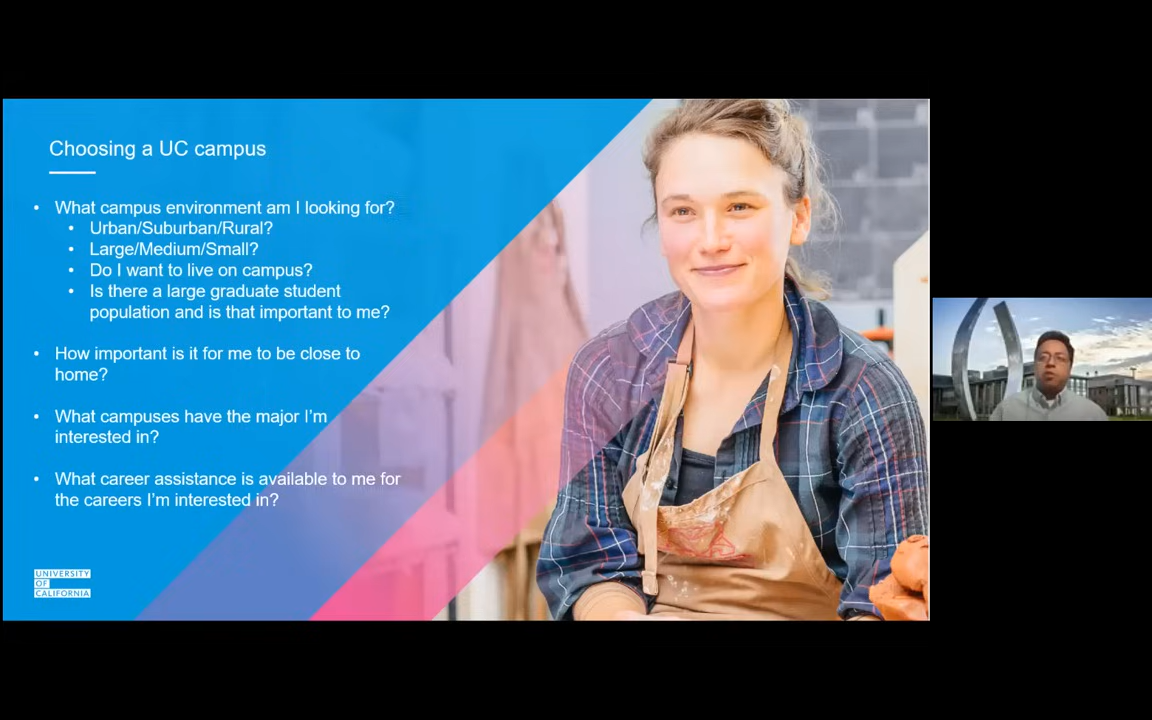 Choosing a UC campus
• What campus environment am I looking for?
• Urban/Suburban/Rural?
• Large/Medium/Small?
• Do I want to live on campus?
• Is there a large graduate student
population and is that important to me?
• How important is it for me to be close to
home?
• What campuses have the major I'm
interested in?
• What career assistance is available to me for
the careers I'm interested in?
UNIVERSITY
OF
CALIFORNIA